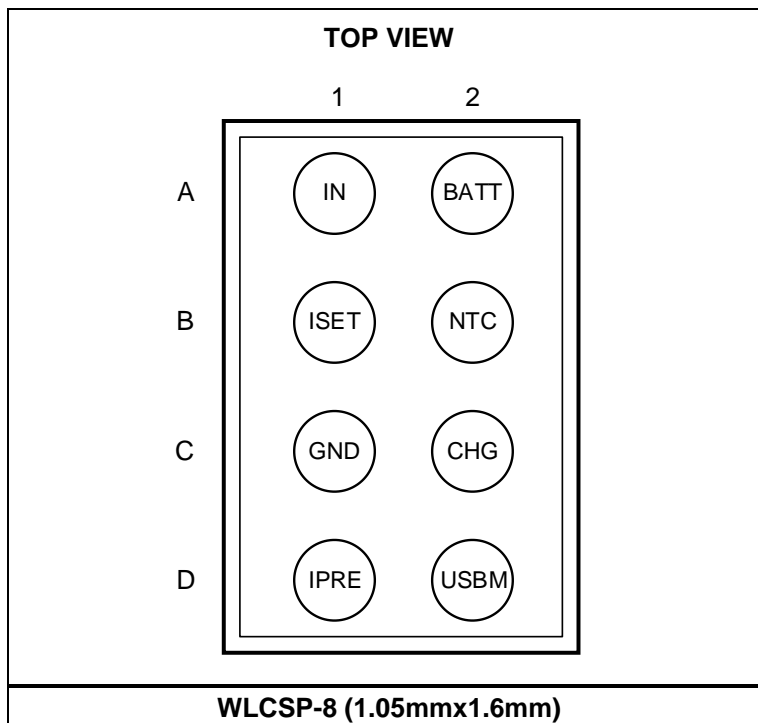 TOP VIEW
1 2
A IN BATT
B ISET NTC
C GND CHG
D IPRE USBM
WLCSP-8 (1.05mmx1.6mm)